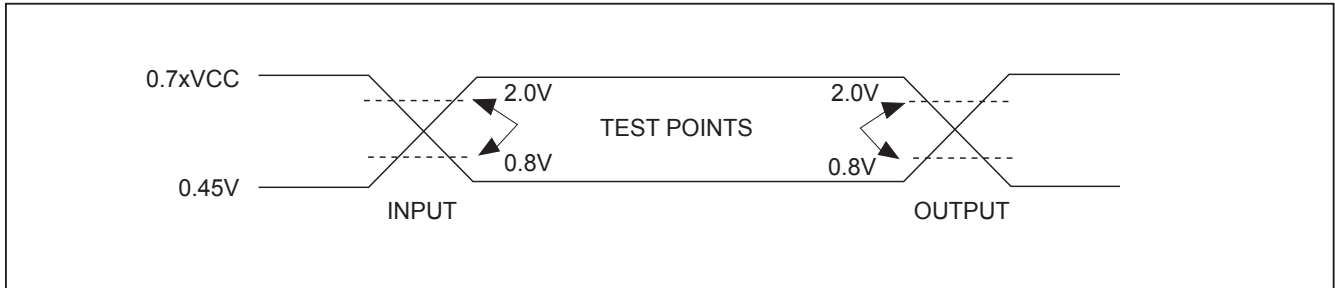 0.7xVCC
2.0V
2.0V
TEST POINTS
0.8V
0.8V
0.45V
INPUT
OUTPUT